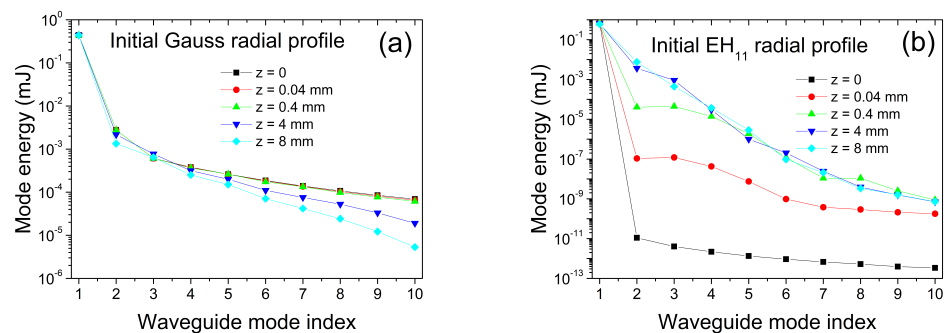 Initial Gauss radial profile
(a)
z = 0
z = 0.04 mm
z = 0.4 mm
z = 4 mm
z = 8 mm
10⁰
10⁻¹
10⁻²
10⁻³
10⁻⁴
10⁻⁵
10⁻⁶
Mode energy (mJ)
1 2 3 4 5 6 7 8 9 10
Waveguide mode index
Initial EH₁₁ radial profile
(b)
z = 0
z = 0.04 mm
z = 0.4 mm
z = 4 mm
z = 8 mm
10⁻¹
10⁻³
10⁻⁵
10⁻⁷
10⁻⁹
10⁻¹¹
10⁻¹³
Mode energy (mJ)
1 2 3 4 5 6 7 8 9 10
Waveguide mode index